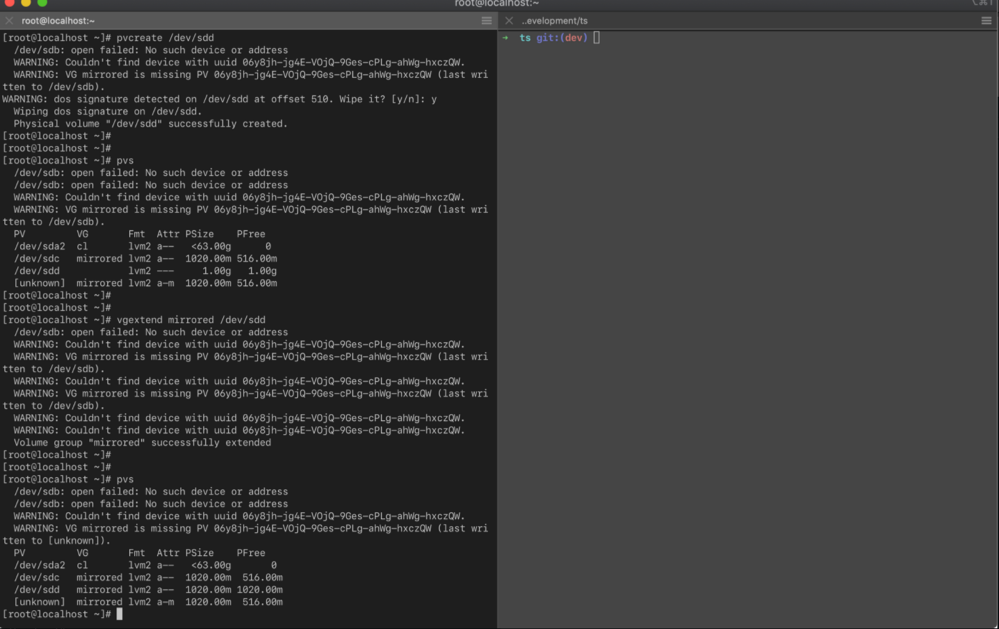 root@localhost:~
root@localhost:~
[root@localhost ~]# pvcreate /dev/sdd
/dev/sdb: open failed: No such device or address
WARNING: Couldn't find device with uuid 06y8jh-jg4E-VOjQ-9Ges-cPLg-ahWg-hxczQW.
WARNING: VG mirrored is missing PV 06y8jh-jg4E-VOjQ-9Ges-cPLg-ahWg-hxczQW (last wri
tten to /dev/sdb).
WARNING: dos signature detected on /dev/sdd at offset 510. Wipe it? [y/n]: y
Wiping dos signature on /dev/sdd.
Physical volume "/dev/sdd" successfully created.
[root@localhost ~]#
[root@localhost ~]#
[root@localhost ~]# pvs
/dev/sdb: open failed: No such device or address
/dev/sdb: open failed: No such device or address
WARNING: Couldn't find device with uuid 06y8jh-jg4E-VOjQ-9Ges-cPLg-ahWg-hxczQW.
WARNING: VG mirrored is missing PV 06y8jh-jg4E-VOjQ-9Ges-cPLg-ahWg-hxczQW (last wri
tten to /dev/sdb).
PV VG Fmt Attr PSize PFree
/dev/sda2 cl lvm2 a-- <63.00g 0
/dev/sdc mirrored lvm2 a-- 1020.00m 516.00m
/dev/sdd lvm2 --- 1.00g 1.00g
[unknown] mirrored lvm2 a-m 1020.00m 516.00m
[root@localhost ~]#
[root@localhost ~]#
[root@localhost ~]# vgextend mirrored /dev/sdd
/dev/sdb: open failed: No such device or address
WARNING: Couldn't find device with uuid 06y8jh-jg4E-VOjQ-9Ges-cPLg-ahWg-hxczQW.
WARNING: VG mirrored is missing PV 06y8jh-jg4E-VOjQ-9Ges-cPLg-ahWg-hxczQW (last wri
tten to /dev/sdb).
WARNING: Couldn't find device with uuid 06y8jh-jg4E-VOjQ-9Ges-cPLg-ahWg-hxczQW.
WARNING: VG mirrored is missing PV 06y8jh-jg4E-VOjQ-9Ges-cPLg-ahWg-hxczQW (last wri
tten to /dev/sdb).
WARNING: Couldn't find device with uuid 06y8jh-jg4E-VOjQ-9Ges-cPLg-ahWg-hxczQW.
WARNING: Couldn't find device with uuid 06y8jh-jg4E-VOjQ-9Ges-cPLg-ahWg-hxczQW.
Volume group "mirrored" successfully extended
[root@localhost ~]#
[root@localhost ~]#
[root@localhost ~]# pvs
/dev/sdb: open failed: No such device or address
/dev/sdb: open failed: No such device or address
WARNING: Couldn't find device with uuid 06y8jh-jg4E-VOjQ-9Ges-cPLg-ahWg-hxczQW.
WARNING: VG mirrored is missing PV 06y8jh-jg4E-VOjQ-9Ges-cPLg-ahWg-hxczQW (last wri
tten to [unknown]).
PV VG Fmt Attr PSize PFree
/dev/sda2 cl lvm2 a-- <63.00g 0
/dev/sdc mirrored lvm2 a-- 1020.00m 516.00m
/dev/sdd mirrored lvm2 a-- 1020.00m 1020.00m
[unknown] mirrored lvm2 a-m 1020.00m 516.00m
[root@localhost ~]#
..evelopment/ts
→ ts git:(dev)